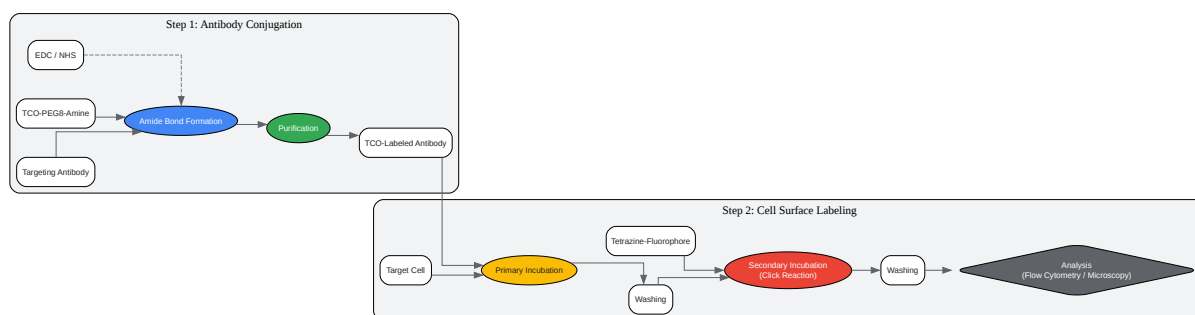 Step 1: Antibody Conjugation
EDC / NHS
TCO-PEG8-Amine
Amide Bond Formation
Purification
TCO-Labeled Antibody
Targeting Antibody
Step 2: Cell Surface Labeling
Tetrazine-Fluorophore
Target Cell
Primary Incubation
Washing
Secondary Incubation
(Click Reaction)
Washing
Analysis
(Flow Cytometry / Microscopy)